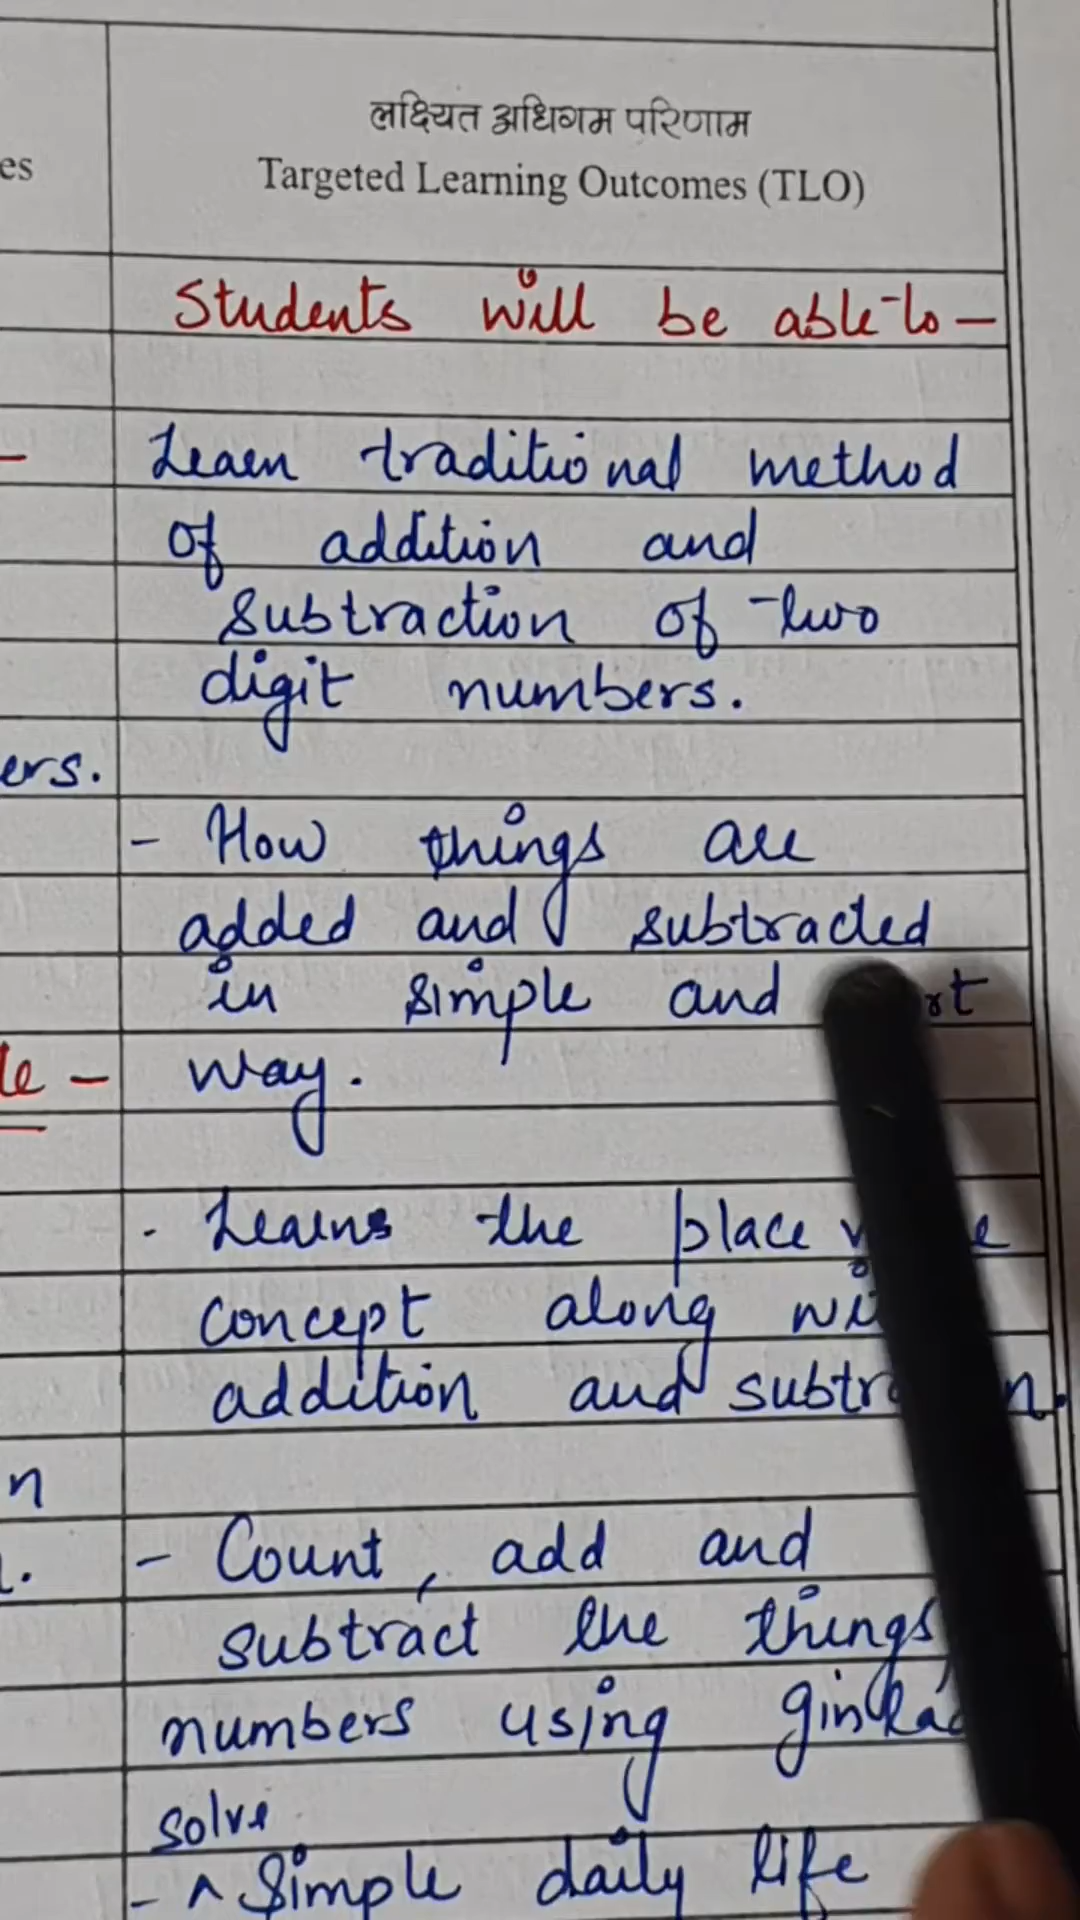 लक्ष्यित अधिगम परिणाम
es
Targeted Learning Outcomes (TLO)
Students will be able to –
– Learn traditional method
of addition and
subtraction of two
digit numbers.
ers.
- How things are
added and subtracted
in simple and
way.
le –
. Learns the place
concept along
addition and
n
- Count, add and
subtract the things
numbers using
solve
- ^ Simple daily life